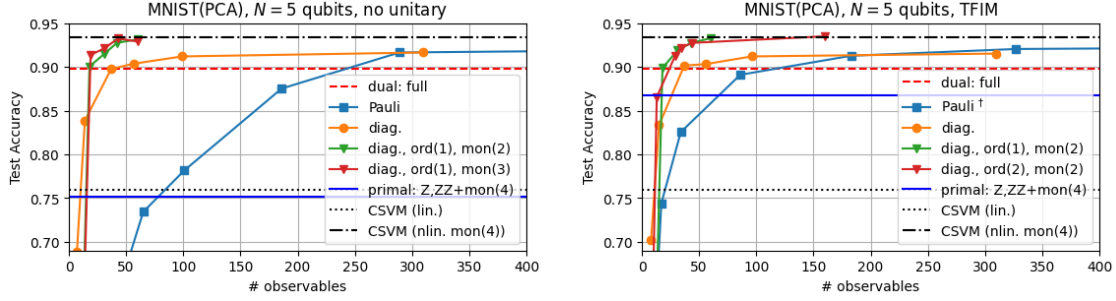 MNIST(PCA), N = 5 qubits, no unitary
Test Accuracy
0.95
0.90
0.85
0.80
0.75
0.70
dual: full
Pauli
diag.
diag., ord(1), mon(2)
diag., ord(1), mon(3)
primal: Z,ZZ+mon(4)
CSVM (lin.)
CSVM (nlin. mon(4))
0 50 100 150 200 250 300 350 400
# observables
MNIST(PCA), N = 5 qubits, TFIM
Test Accuracy
0.95
0.90
0.85
0.80
0.75
0.70
dual: full
Pauli †
diag.
diag., ord(1), mon(2)
diag., ord(2), mon(2)
primal: Z,ZZ+mon(4)
CSVM (lin.)
CSVM (nlin. mon(4))
0 50 100 150 200 250 300 350 400
# observables